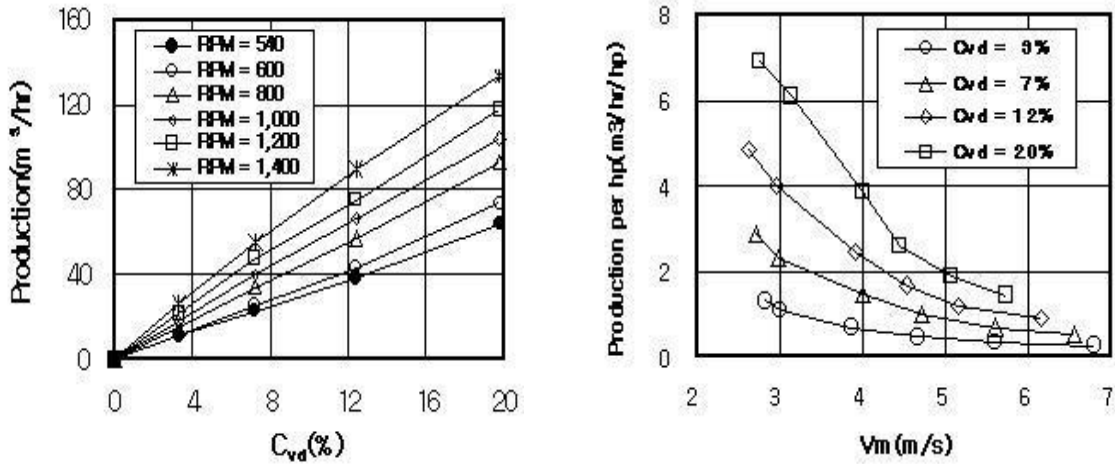 160
120
80
40
0
Production(m³/hr)
RPM = 540
RPM = 600
RPM = 800
RPM = 1,000
RPM = 1,200
RPM = 1,400
0 4 8 12 16 20
Cvd(%)
8
6
4
2
0
Production per hp(m3/hr/hp)
Cvd = 3%
Cvd = 7%
Cvd = 12%
Cvd = 20%
2 3 4 5 6 7
Vm(m/s)